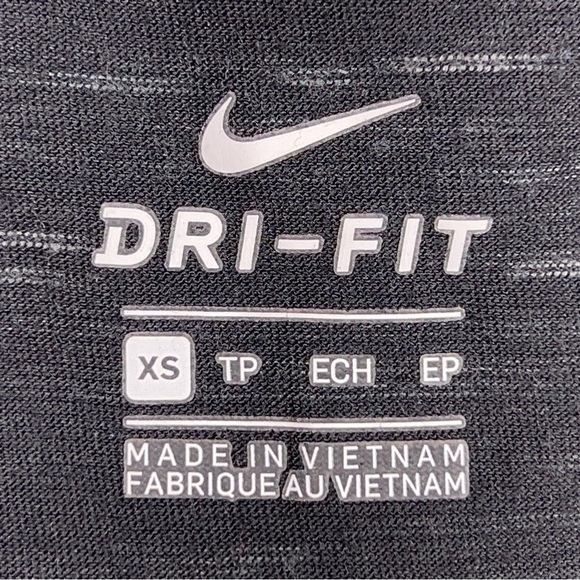 DRI-FIT
XS TP ECH EP
MADE IN VIETNAM
FABRIQUE AU VIETNAM